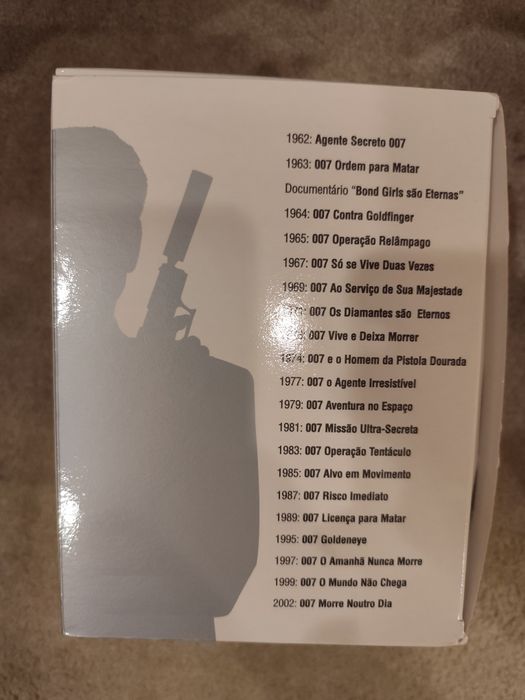 1962: Agente Secreto 007
1963: 007 Ordem para Matar
Documentário “Bond Girls são Eternas”
1964: 007 Contra Goldfinger
1965: 007 Operação Relâmpago
1967: 007 Só se Vive Duas Vezes
1969: 007 Ao Serviço de Sua Majestade
007 Os Diamantes são Eternos
007 Vive e Deixa Morrer
1974: 007 e o Homem da Pistola Dourada
1977: 007 o Agente Irresistível
1979: 007 Aventura no Espaço
1981: 007 Missão Ultra-Secreta
1983: 007 Operação Tentáculo
1985: 007 Alvo em Movimento
1987: 007 Risco Imediato
1989: 007 Licença para Matar
1995: 007 Goldeneye
1997: 007 O Amanhã Nunca Morre
1999: 007 O Mundo Não Chega
2002: 007 Morre Noutro Dia